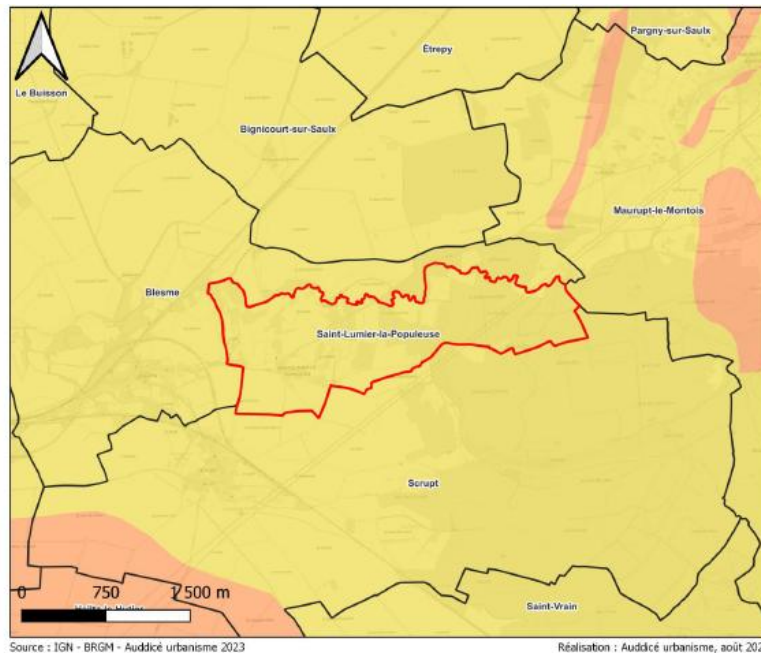 Pargny-sur-Saulx
Étrepy
Le Buisson
Bignicourt-sur-Saulx
Maurupt-le-Montois
Blesme
Saint-Lumier-la-Populeuse
Scrupt
0 750 1 500 m
Saint-Vrain
Source : IGN - BRGM - Auddicé urbanisme 2023
Réalisation : Auddicé urbanisme, août 202